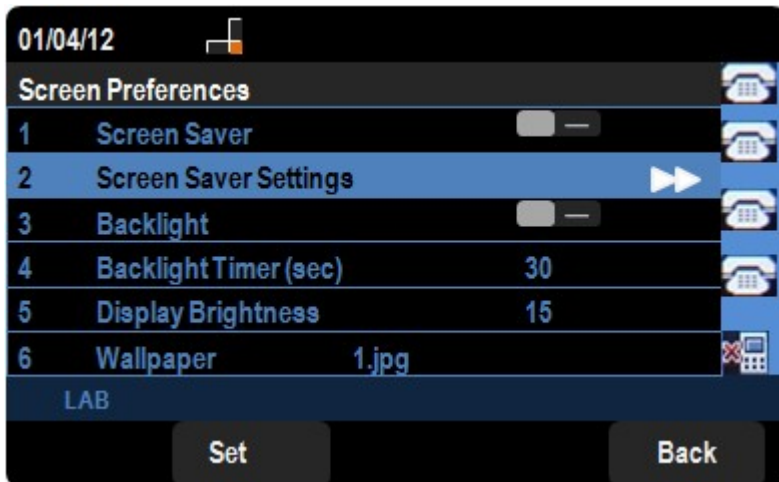 01/04/12
Screen Preferences
1 Screen Saver
2 Screen Saver Settings
3 Backlight
4 Backlight Timer (sec) 30
5 Display Brightness 15
6 Wallpaper 1.jpg
LAB
Set Back